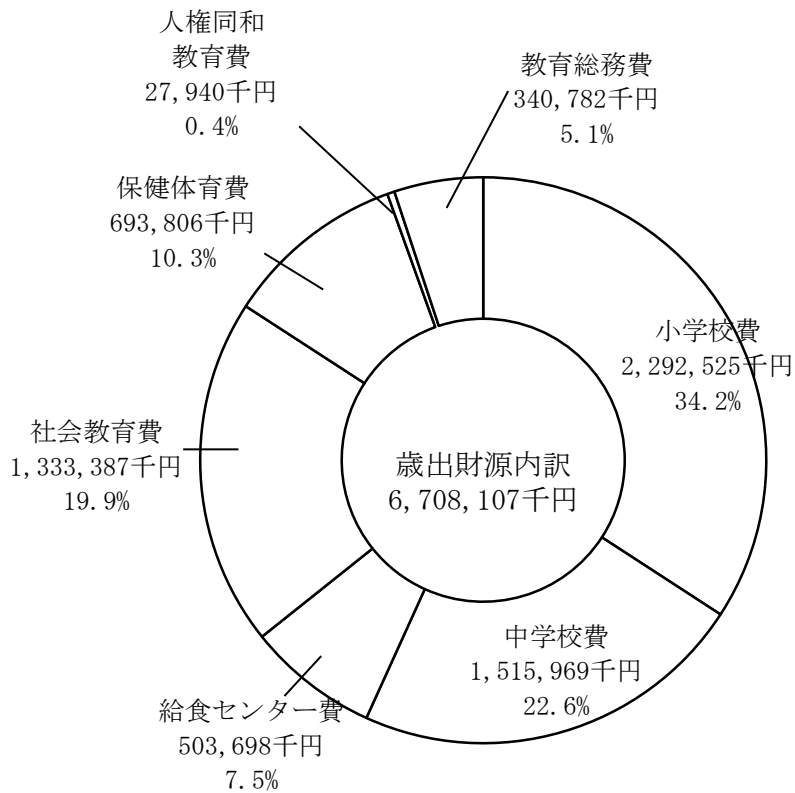 人権同和
教育費
27,940千円
0.4%
教育総務費
340,782千円
5.1%
保健体育費
693,806千円
10.3%
小学校費
2,292,525千円
34.2%
社会教育費
1,333,387千円
19.9%
歳出財源内訳
6,708,107千円
中学校費
1,515,969千円
22.6%
給食センター費
503,698千円
7.5%